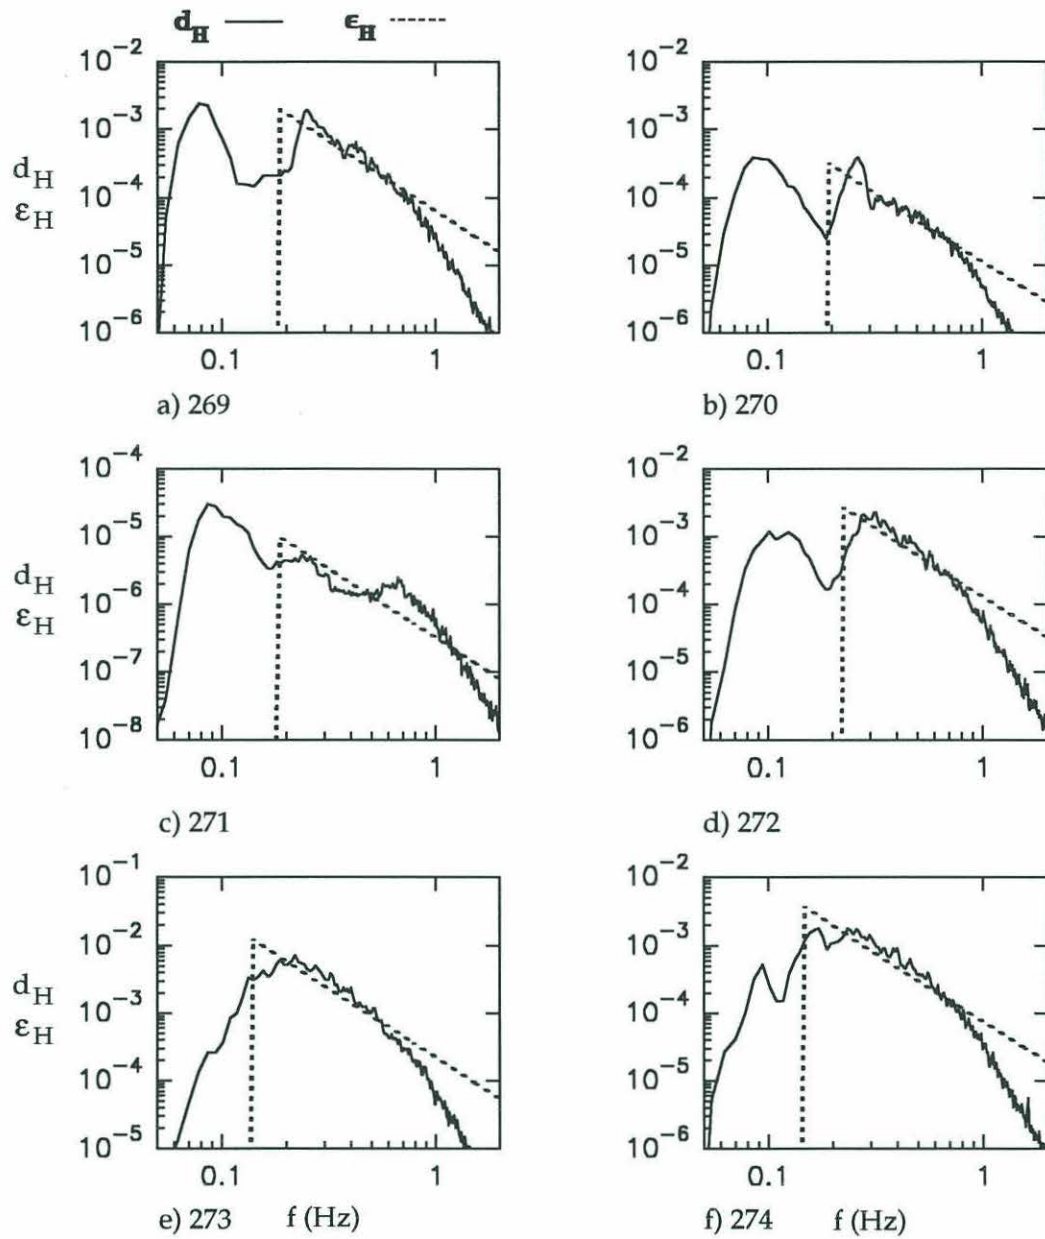 d_H ε_H
10^-2 10^-2
10^-3 10^-3
d_H 10^-4 10^-4
ε_H
10^-5 10^-5
10^-6 10^-6
0.1 1 0.1 1
a) 269 b) 270
10^-4 10^-2
10^-5 10^-3
d_H
ε_H 10^-6 10^-4
10^-7 10^-5
10^-8 10^-6
0.1 1 0.1 1
c) 271 d) 272
10^-1 10^-2
10^-2 10^-3
d_H
ε_H 10^-3 10^-4
10^-4 10^-5
10^-5 10^-6
0.1 1 0.1 1
e) 273 f (Hz) f) 274 f (Hz)